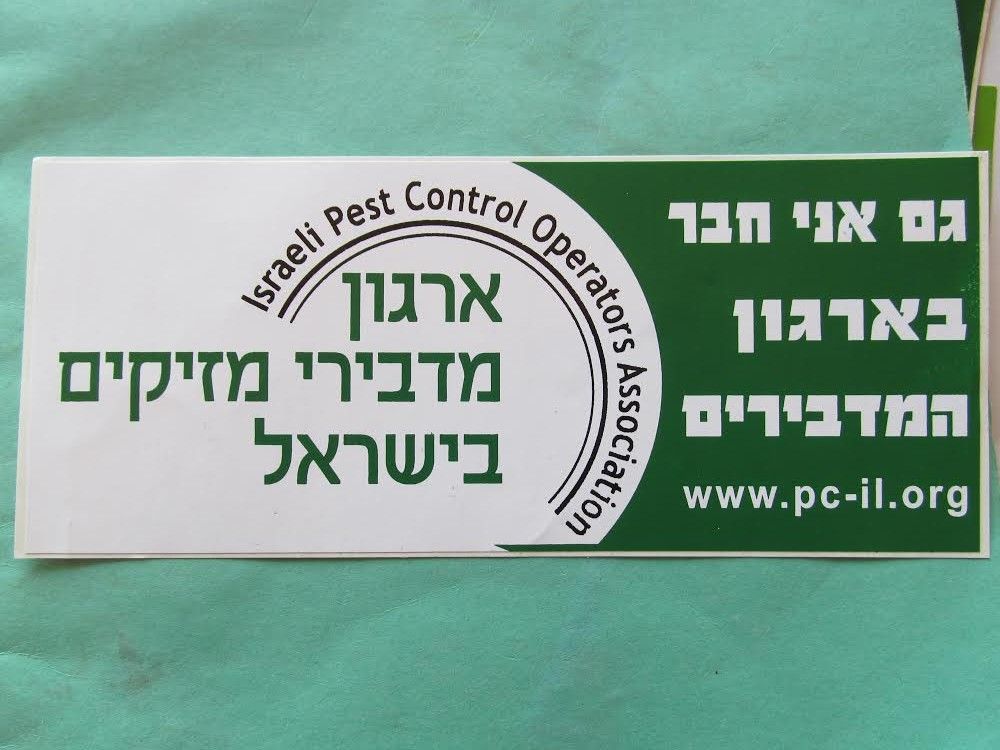 גם אני חבר
בארגון
המדבירים
www.pc-il.org
Israeli Pest Control Operators Association
ארגון
מדבירי מזיקים
בישראל